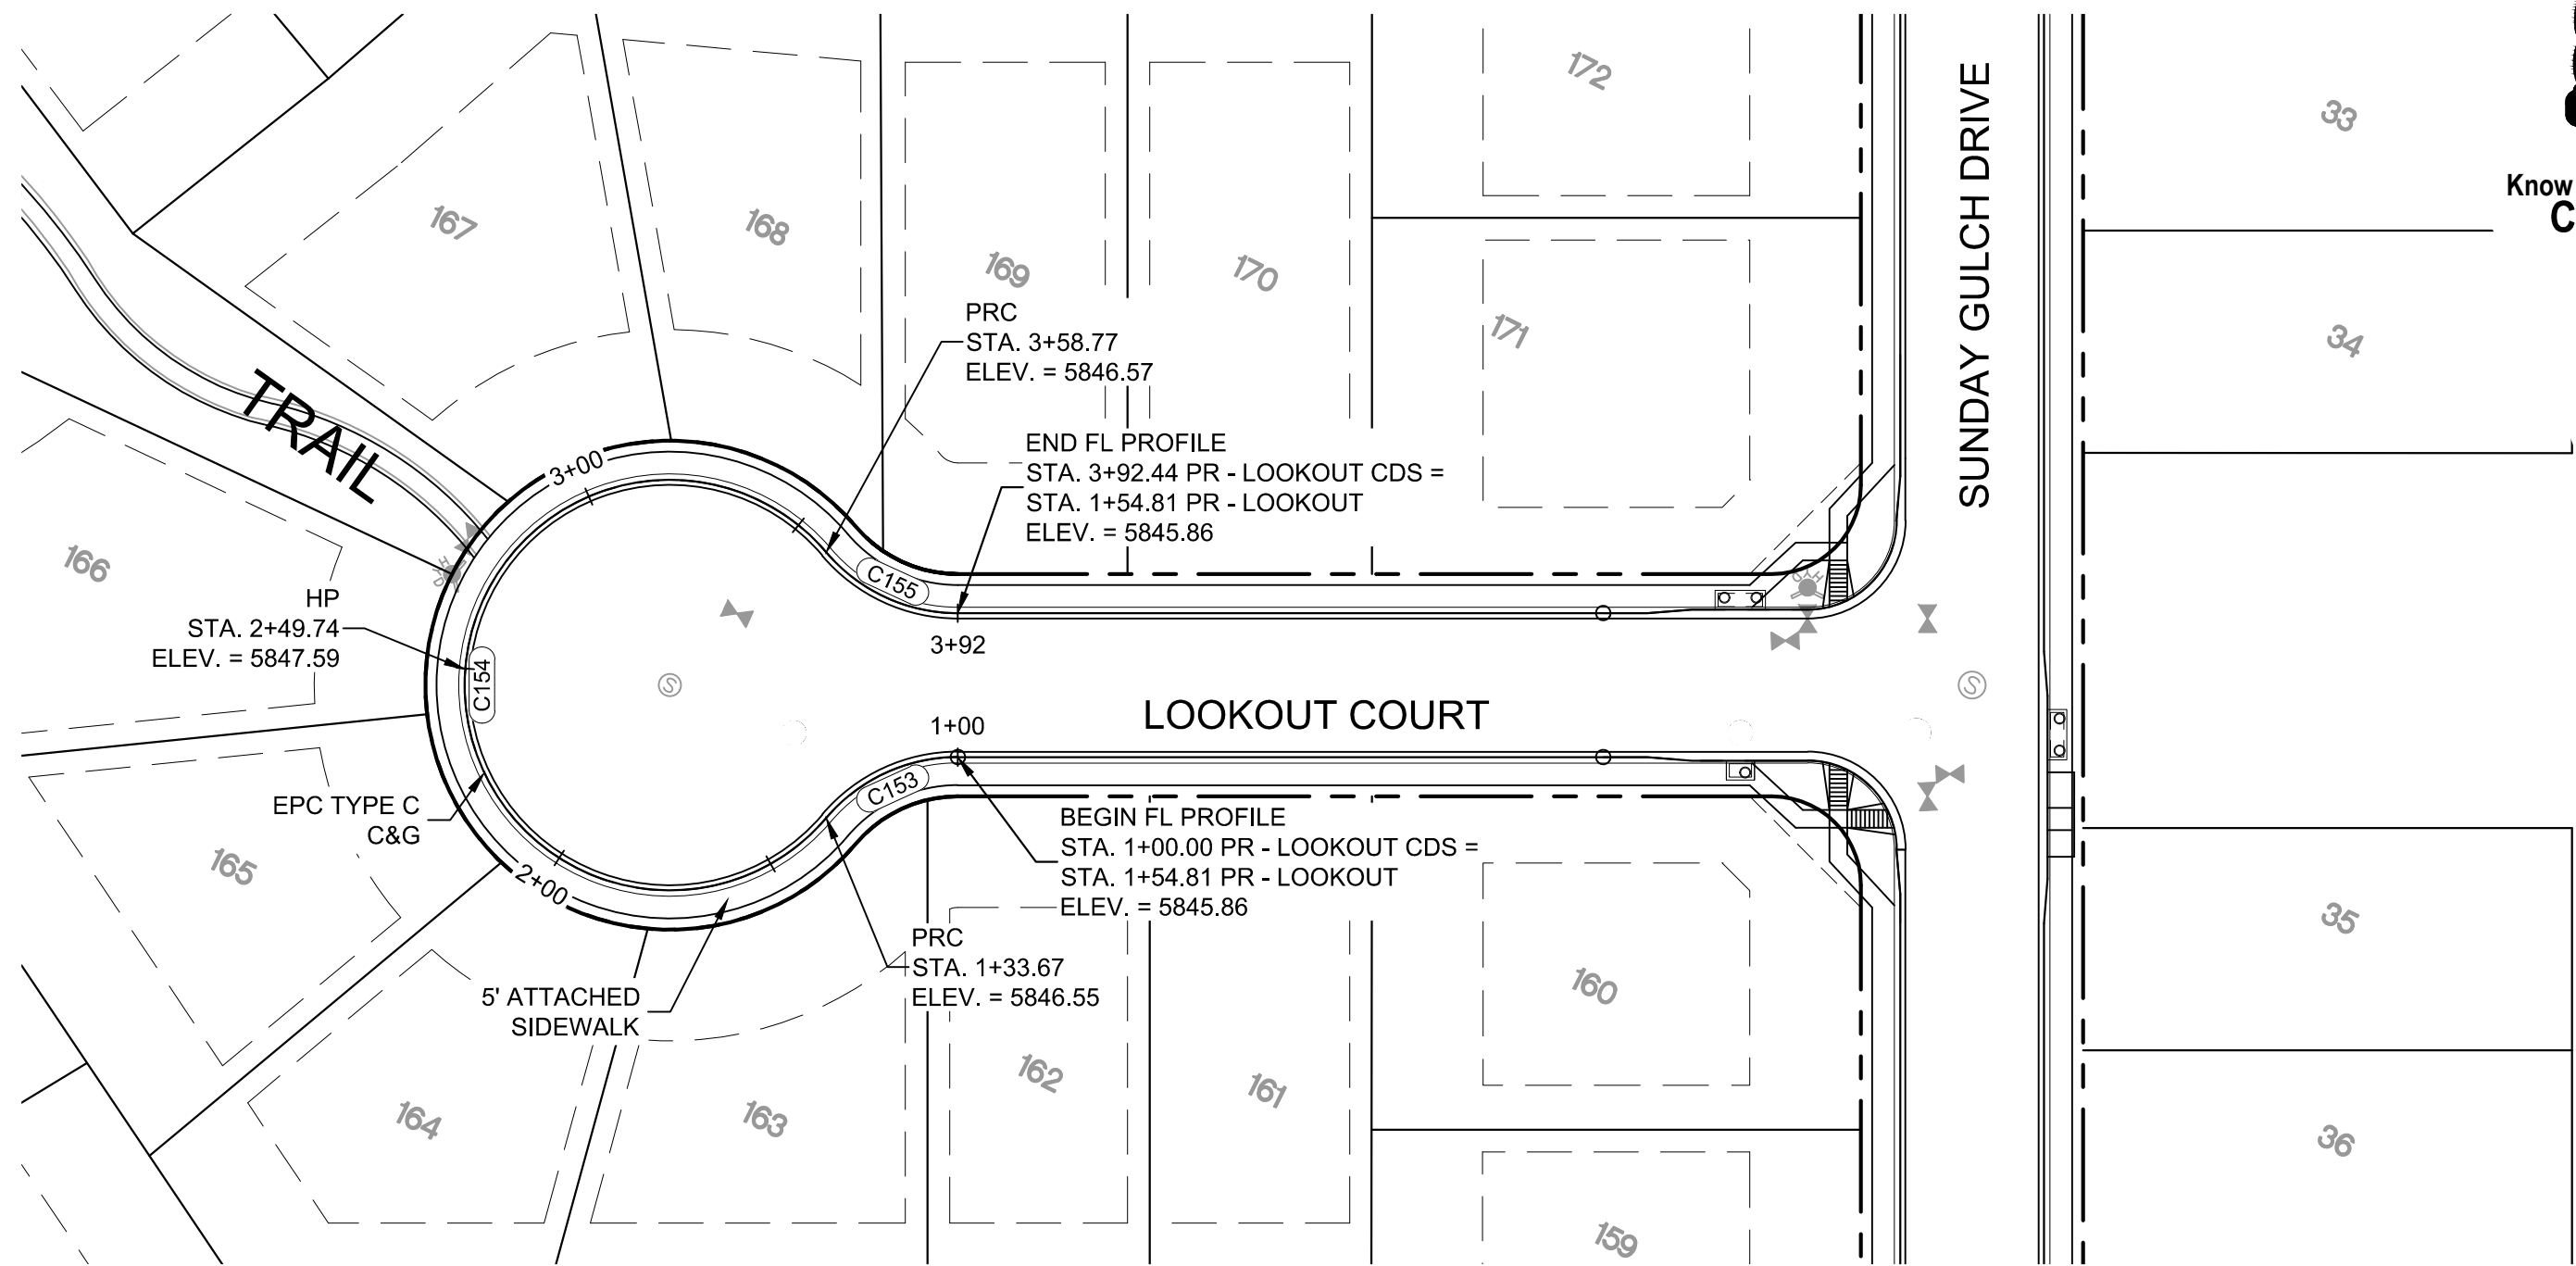 172
33
SUNDAY GULCH DRIVE
Know
C
167
168
169
170
171
34
PRC
STA. 3+58.77
ELEV. = 5846.57
TRAIL
END FL PROFILE
STA. 3+92.44 PR - LOOKOUT CDS =
STA. 1+54.81 PR - LOOKOUT
ELEV. = 5845.86
3+00
166
C155
HYD
HYD
HP
STA. 2+49.74
ELEV. = 5847.59
3+92
C154
S
S
LOOKOUT COURT
1+00
EPC TYPE C
C&G
C153
BEGIN FL PROFILE
STA. 1+00.00 PR - LOOKOUT CDS =
STA. 1+54.81 PR - LOOKOUT
ELEV. = 5845.86
165
2+00
35
PRC
STA. 1+33.67
ELEV. = 5846.55
5' ATTACHED
SIDEWALK
160
162
161
164
163
36
159